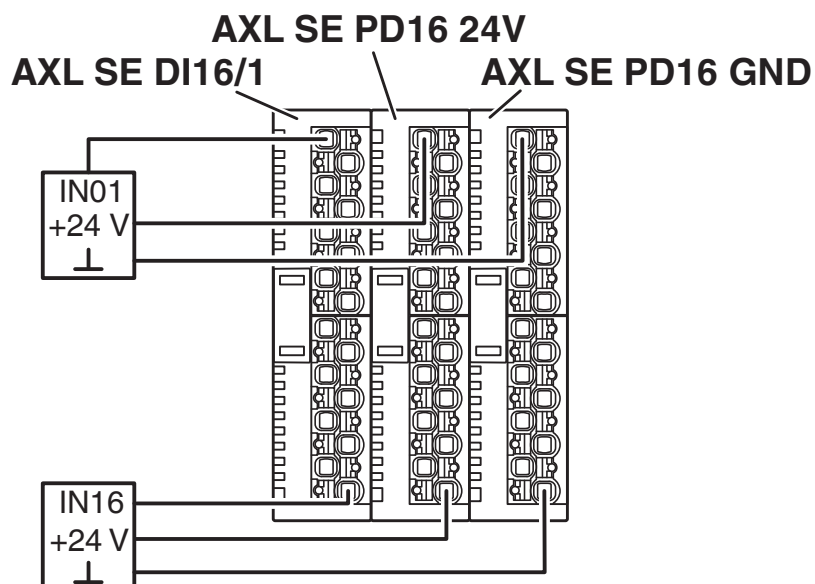 AXL SE PD16 24V
AXL SE DI16/1
AXL SE PD16 GND
IN01
+24 V
IN16
+24 V